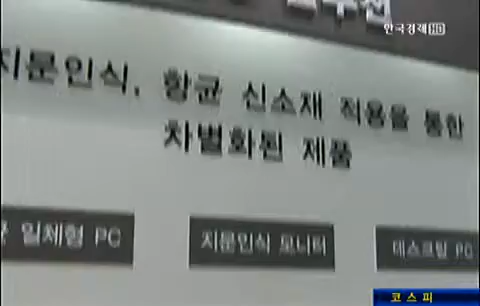 한국경제HD
지문인식, 항균 신소재 적용을 통한
차별화된 제품
일체형 PC
지문인식 모니터
데스크탑 PC
코스피